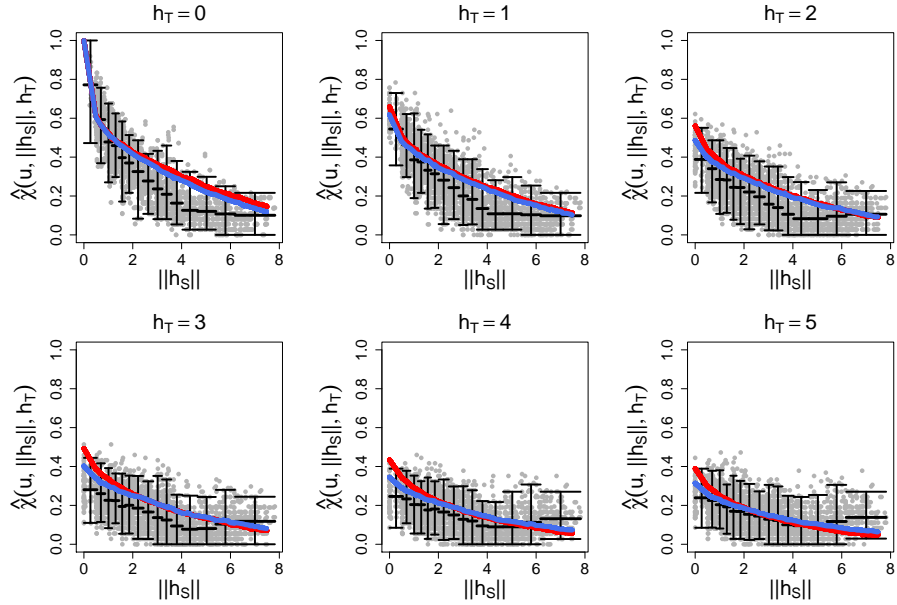 h_T = 0
h_T = 1
h_T = 2
χ̂(u, ||h_S||, h_T)
0.0 0.2 0.4 0.6 0.8 1.0
0 2 4 6 8
||h_S||
χ̂(u, ||h_S||, h_T)
0.0 0.2 0.4 0.6 0.8 1.0
0 2 4 6 8
||h_S||
χ̂(u, ||h_S||, h_T)
0.0 0.2 0.4 0.6 0.8 1.0
0 2 4 6 8
||h_S||
h_T = 3
h_T = 4
h_T = 5
χ̂(u, ||h_S||, h_T)
0.0 0.2 0.4 0.6 0.8 1.0
0 2 4 6 8
||h_S||
χ̂(u, ||h_S||, h_T)
0.0 0.2 0.4 0.6 0.8 1.0
0 2 4 6 8
||h_S||
χ̂(u, ||h_S||, h_T)
0.0 0.2 0.4 0.6 0.8 1.0
0 2 4 6 8
||h_S||